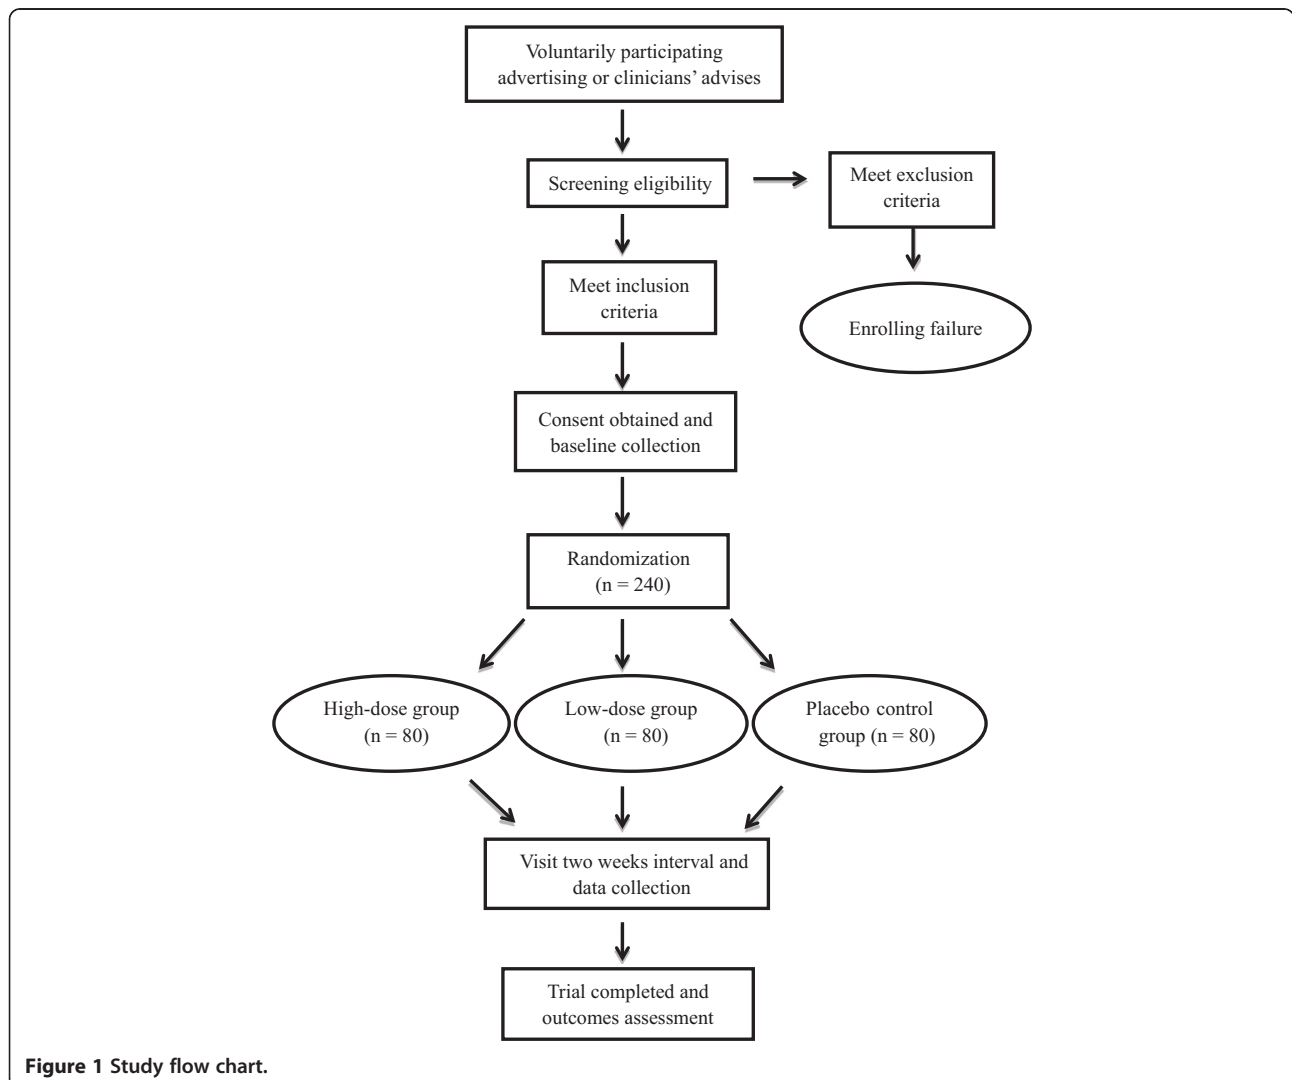 Voluntarily participating
advertising or clinicians’ advises
Screening eligibility
Meet exclusion
criteria
Meet inclusion
criteria
Enrolling failure
Consent obtained and
baseline collection
Randomization
(n = 240)
High-dose group
(n = 80)
Low-dose group
(n = 80)
Placebo control
group (n = 80)
Visit two weeks interval and
data collection
Trial completed and
outcomes assessment
Figure 1 Study flow chart.